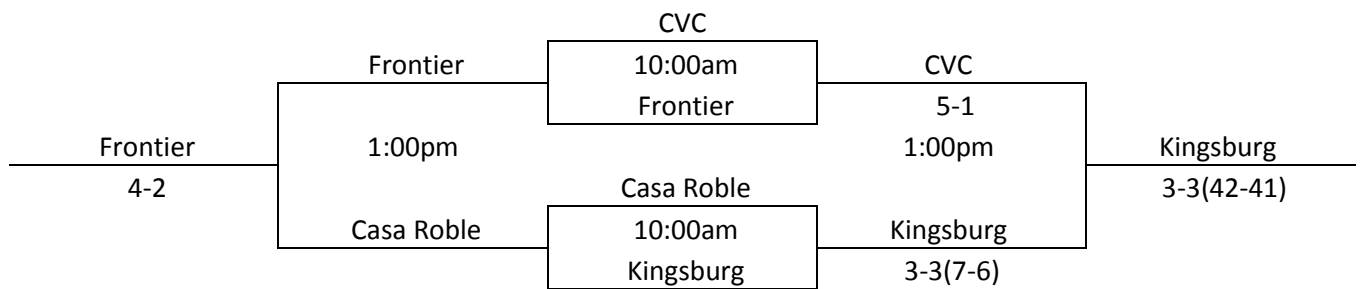 CVC
Frontier 10:00am CVC
Frontier 5-1
Frontier 1:00pm 1:00pm Kingsburg
4-2 Casa Roble 3-3(42-41)
Casa Roble 10:00am Kingsburg
Kingsburg 3-3(7-6)